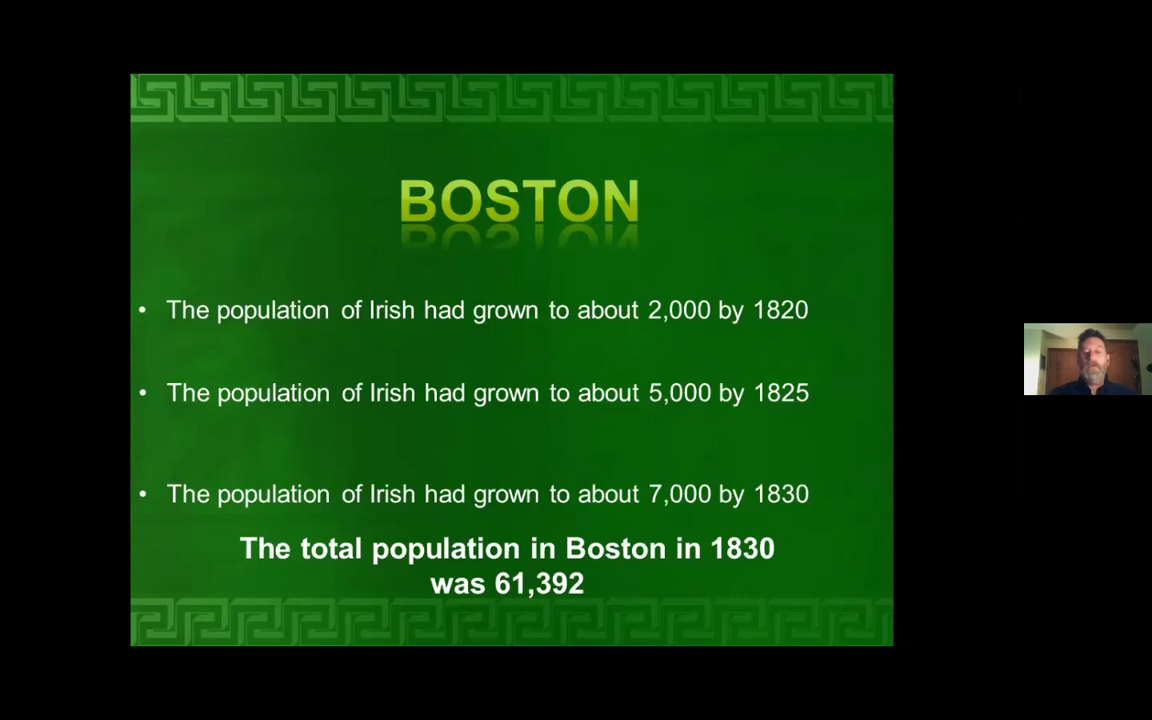 BOSTON
• The population of Irish had grown to about 2,000 by 1820
• The population of Irish had grown to about 5,000 by 1825
• The population of Irish had grown to about 7,000 by 1830
The total population in Boston in 1830
was 61,392